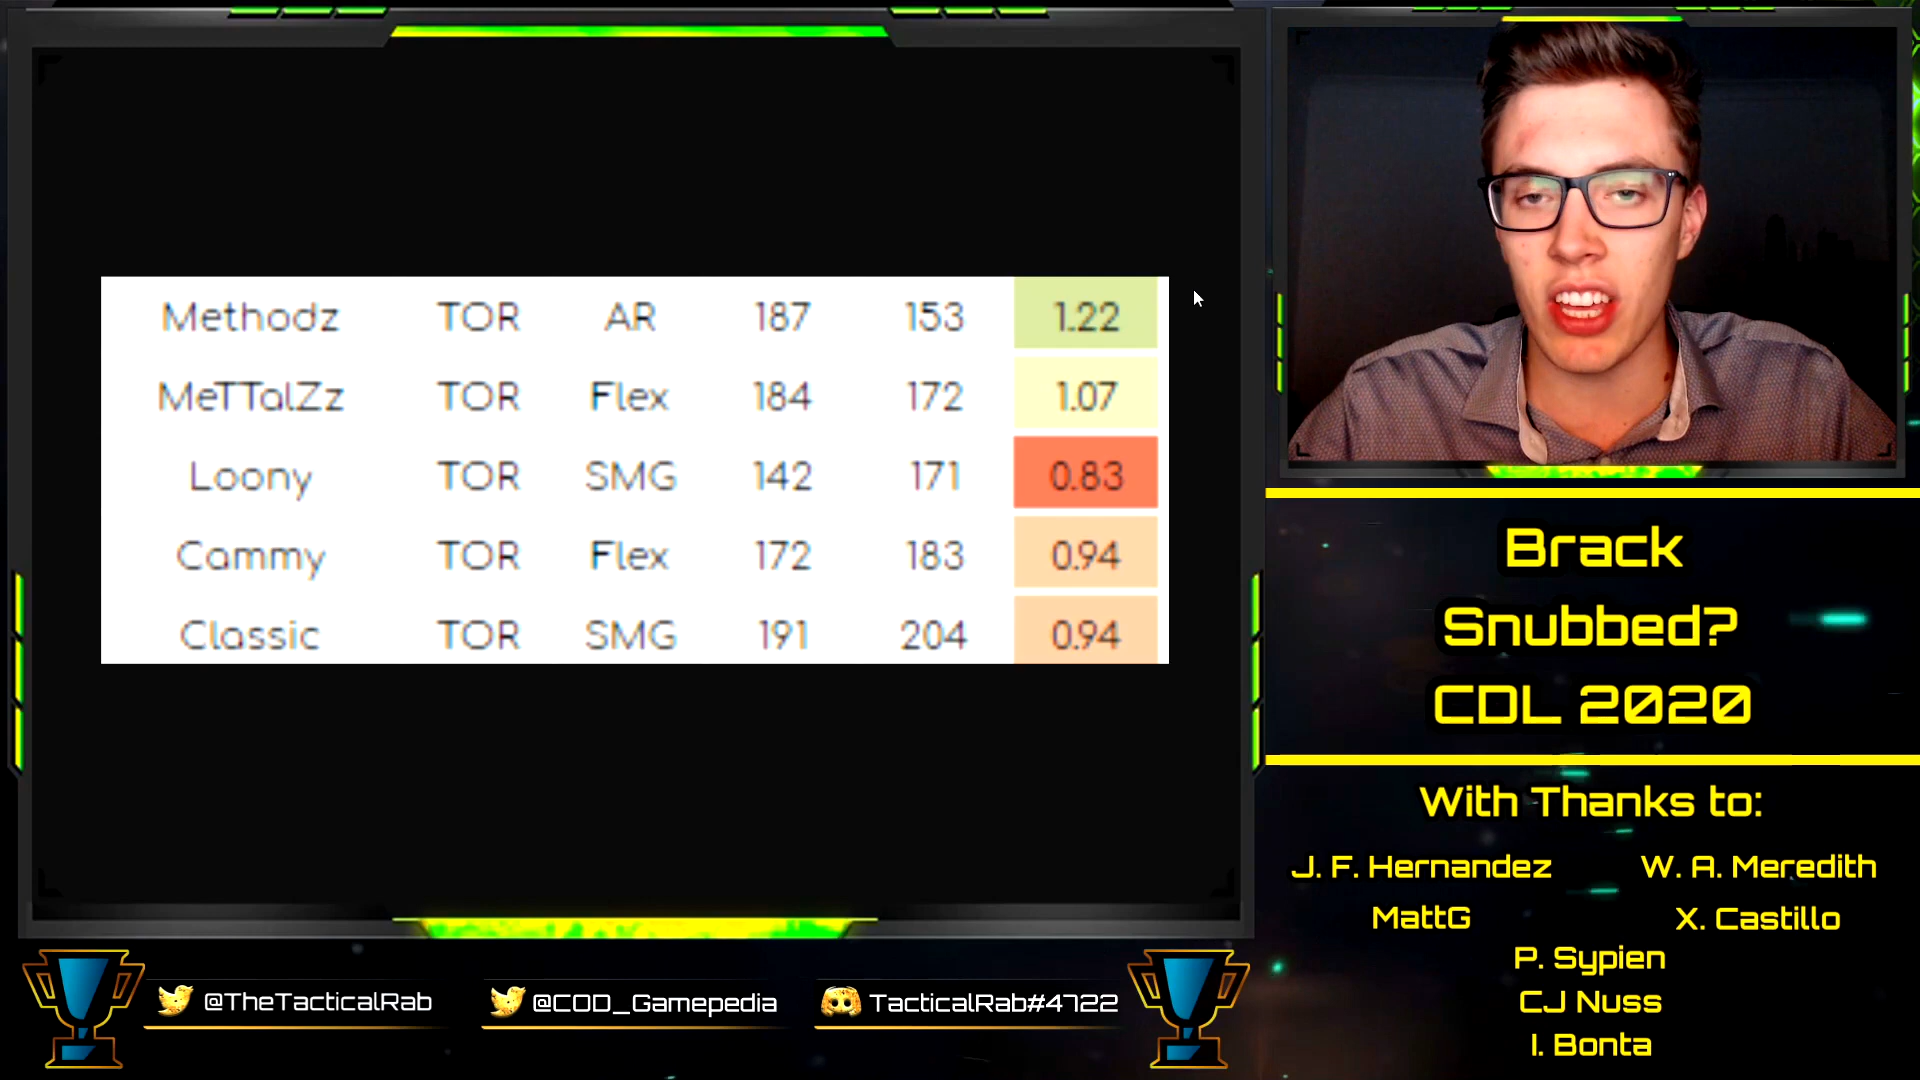 Methodz TOR AR 187 153 1.22
MeTTalZz TOR Flex 184 172 1.07
Loony TOR SMG 142 171 0.83
Cammy TOR Flex 172 183 0.94
Classic TOR SMG 191 204 0.94
Brack
Snubbed?
CDL 2020
With Thanks to:
J. F. Hernandez W. A. Meredith
MattG X. Castillo
P. Sypien
CJ Nuss
I. Bonta
@TheTacticalRab @COD_Gamepedia TacticalRab#4722